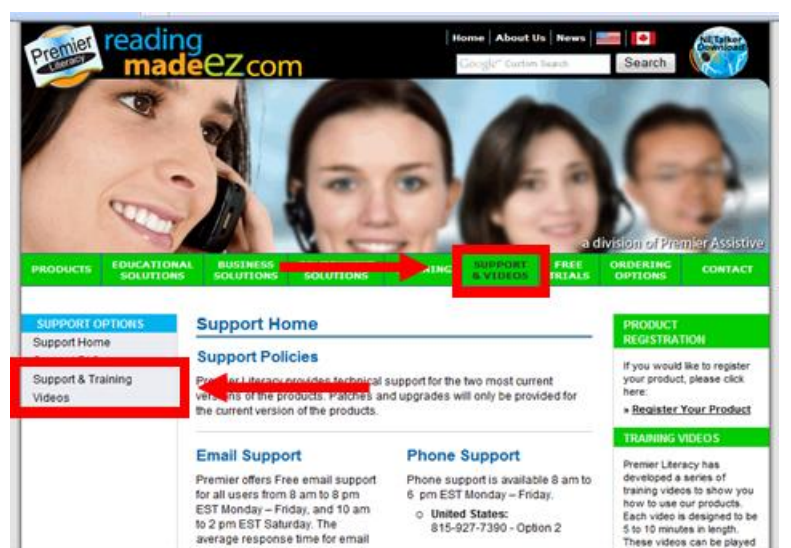 Premier
Literacy
reading
madeezcom
Home | About Us | News
Google™ Custom Search
Search
NE Talker
Download
a division of Premier Assistive
PRODUCTS
EDUCATIONAL
SOLUTIONS
BUSINESS
SOLUTIONS
SOLUTIONS
SUPPORT
& VIDEOS
FREE
TRIALS
ORDERING
OPTIONS
CONTACT
SUPPORT OPTIONS
Support Home
Support & Training
Videos
Support Home
Support Policies
Premier Literacy provides technical support for the two most current
versions of the products. Patches and upgrades will only be provided for
the current version of the products.
Email Support
Premier offers Free email support
for all users from 8 am to 8 pm
EST Monday – Friday, and 10 am
to 2 pm EST Saturday. The
average response time for email
Phone Support
Phone support is available 8 am to
6 pm EST Monday – Friday.
United States:
815-927-7390 - Option 2
PRODUCT
REGISTRATION
If you would like to register
your product, please click
here:
» Register Your Product
TRAINING VIDEOS
Premier Literacy has
developed a series of
training videos to show you
how to use our products.
Each video is designed to be
5 to 10 minutes in length.
These videos can be played